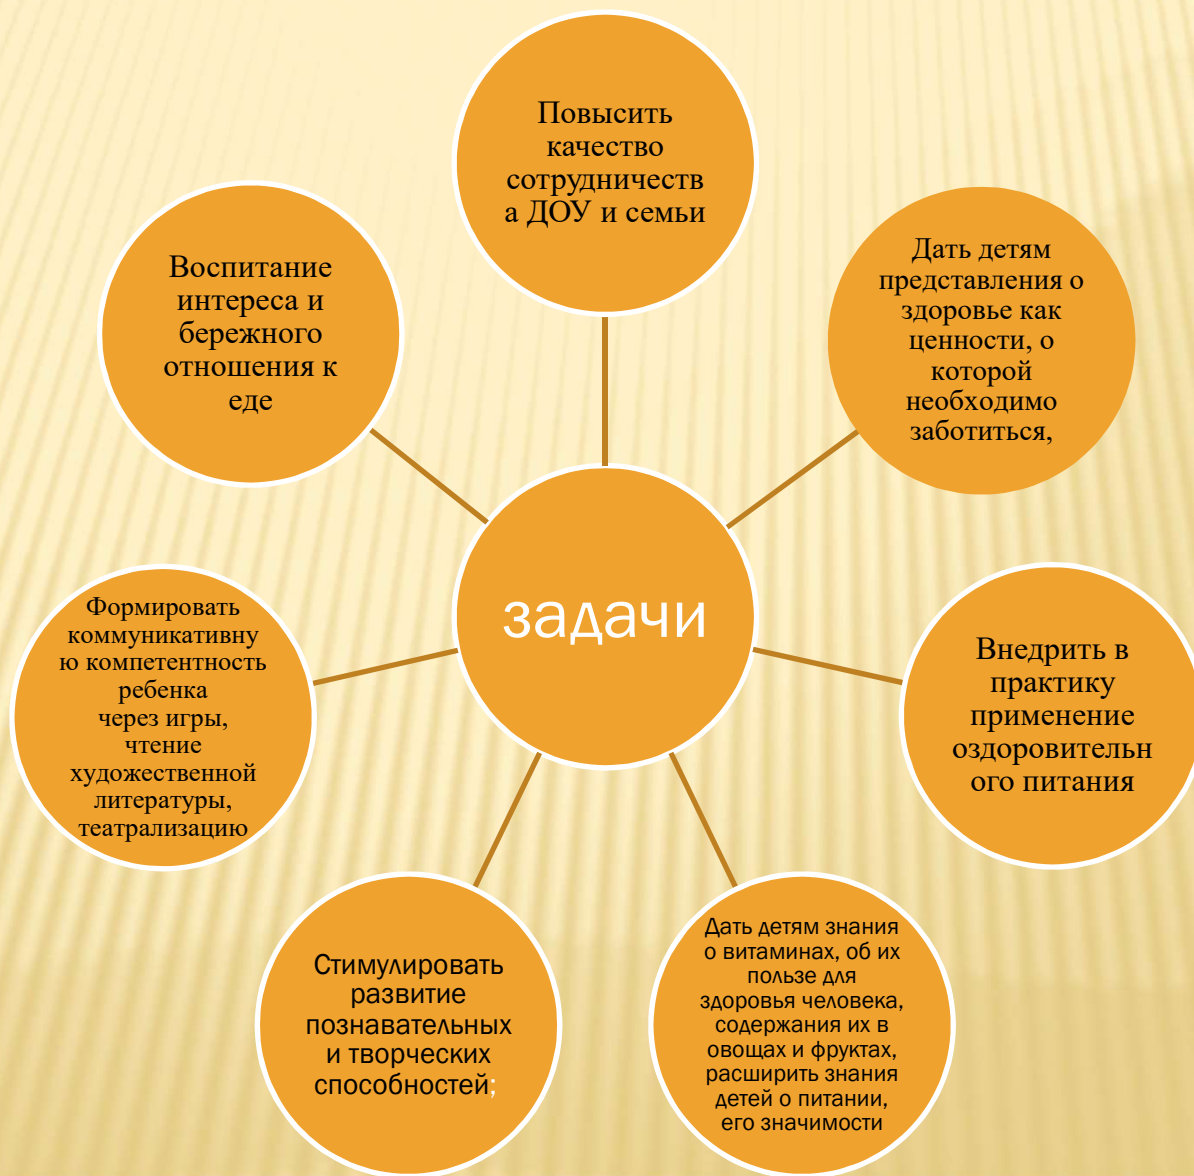 Повысить
качество
сотрудничеств
а ДОУ и семьи
Дать детям
представления о
здоровье как
ценности, о
которой
необходимо
заботиться,
Внедрить в
практику
применение
оздоровительн
ого питания
Дать детям знания
о витаминах, об их
пользе для
здоровья человека,
содержания их в
овощах и фруктах,
расширить знания
детей о питании,
его значимости
Стимулировать
развитие
познавательных
и творческих
способностей;
Формировать
коммуникативну
ю компетентность
ребенка
через игры,
чтение
художественной
литературы,
театрализацию
Воспитание
интереса и
бережного
отношения к
еде
задачи